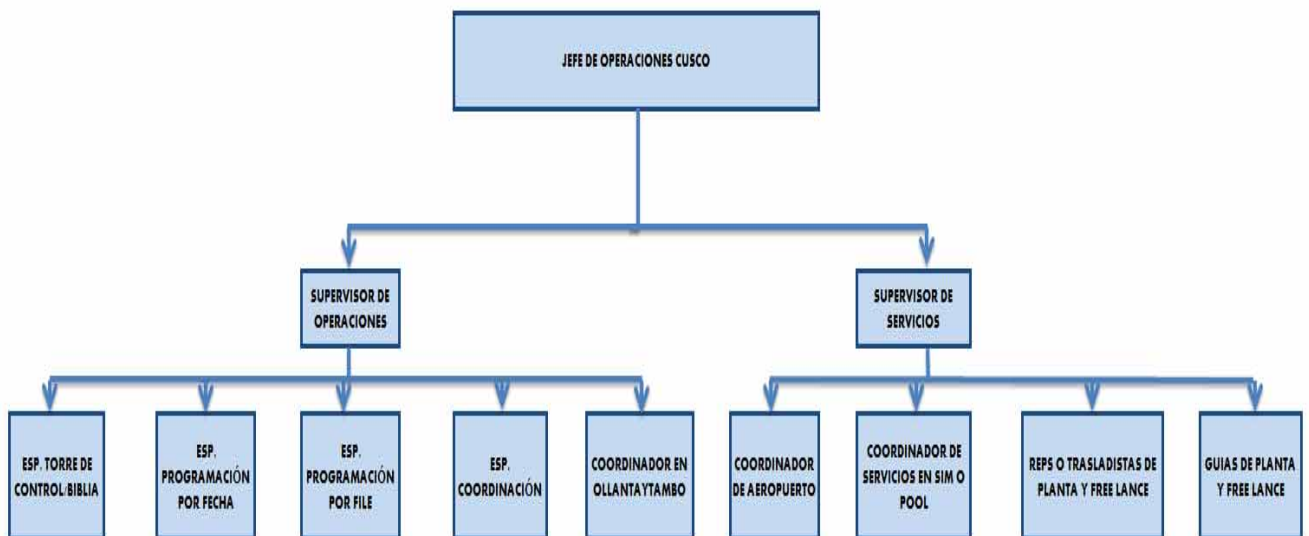 JEFE DE OPERACIONES CUSCO
SUPERVISOR DE
OPERACIONES
SUPERVISOR DE
SERVICIOS
ESP. TORRE DE
CONTROL/BIBLIA
ESP.
PROGRAMACIÓN
POR FECHA
ESP.
PROGRAMACIÓN
POR FILE
ESP.
COORDINACIÓN
COORDINADOR EN
OLLANTAYTAMBO
COORDINADOR
DE AEROPUERTO
COORDINADOR DE
SERVICIOS EN SIM O
POOL
REPS O TRASLADISTAS DE
PLANTA Y FREE LANCE
GUIAS DE PLANTA
Y FREE LANCE